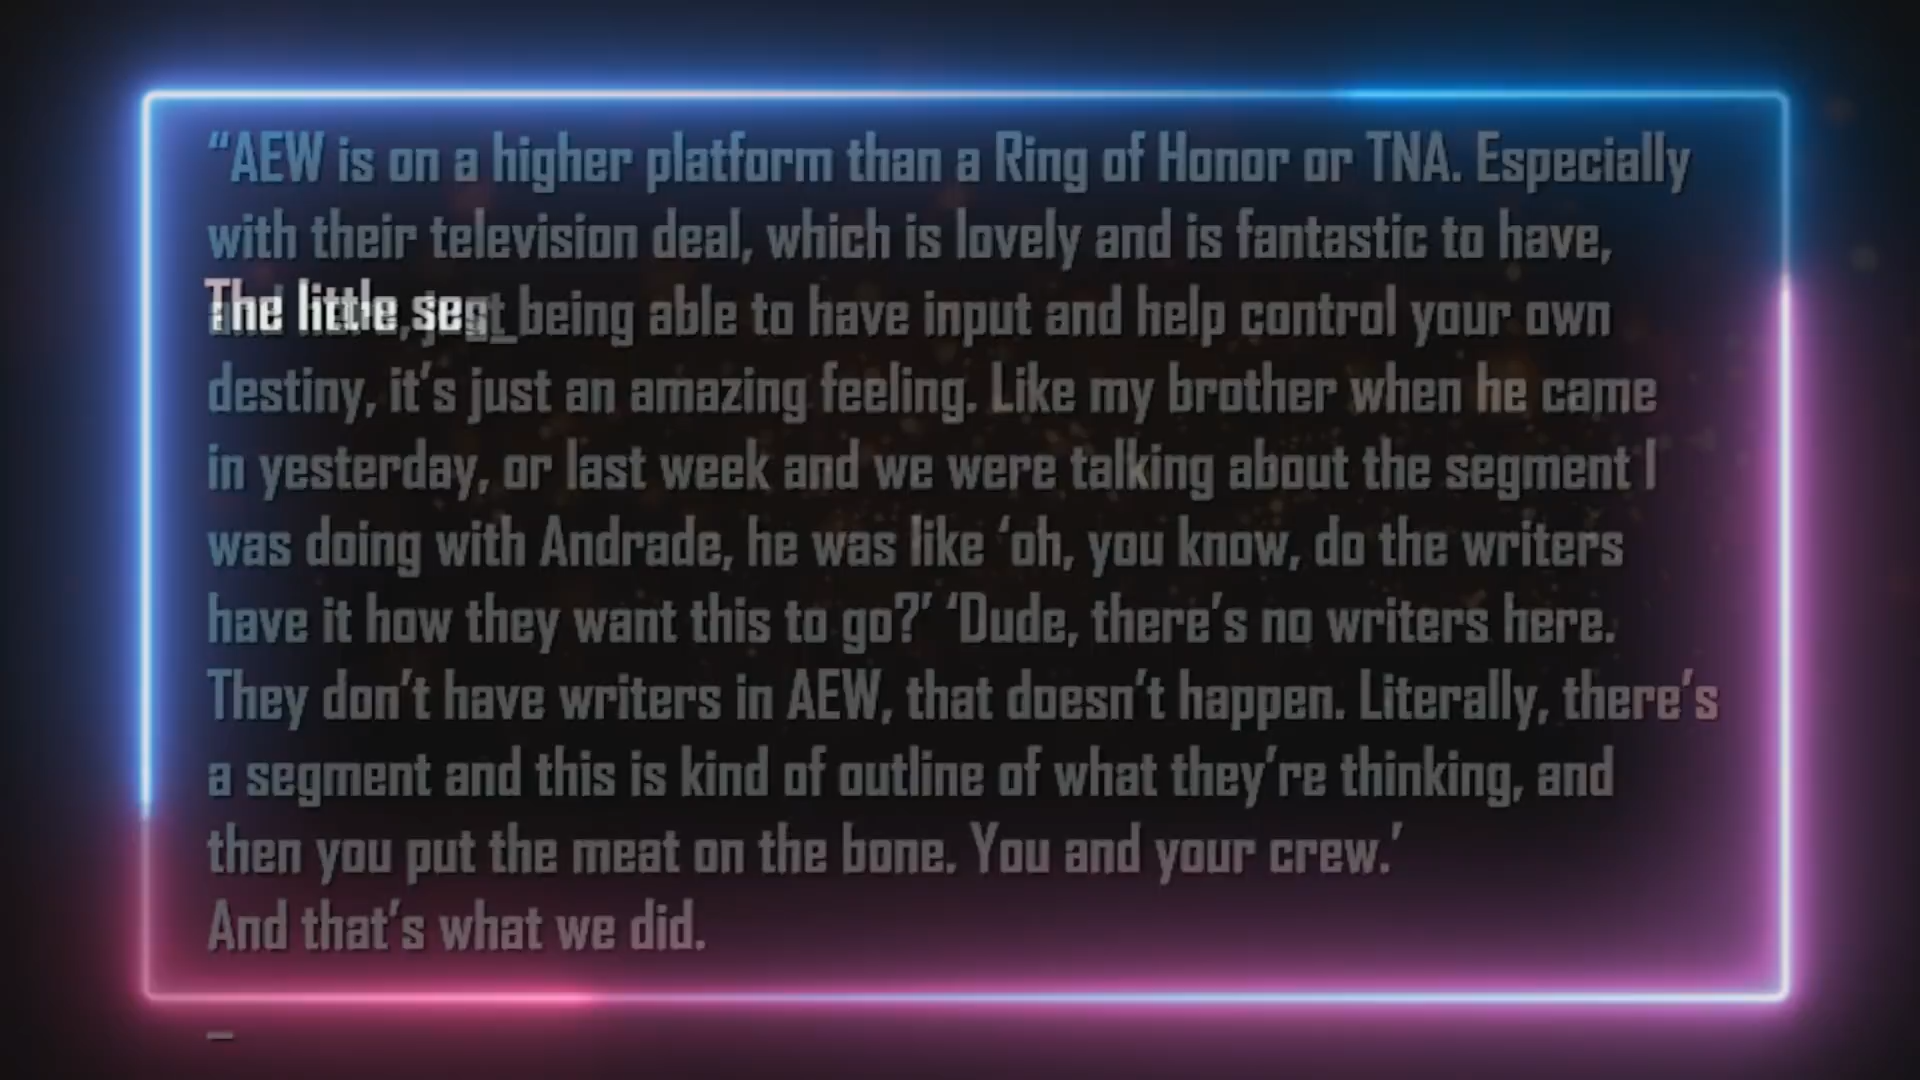 “AEW is on a higher platform than a Ring of Honor or TNA. Especially
with their television deal, which is lovely and is fantastic to have,
The little seg_
being able to have input and help control your own
destiny, it’s just an amazing feeling. Like my brother when he came
in yesterday, or last week and we were talking about the segment I
was doing with Andrade, he was like ‘oh, you know, do the writers
have it how they want this to go?’ ‘Dude, there’s no writers here.
They don’t have writers in AEW, that doesn’t happen. Literally, there’s
a segment and this is kind of outline of what they’re thinking, and
then you put the meat on the bone. You and your crew.’
And that’s what we did.
_